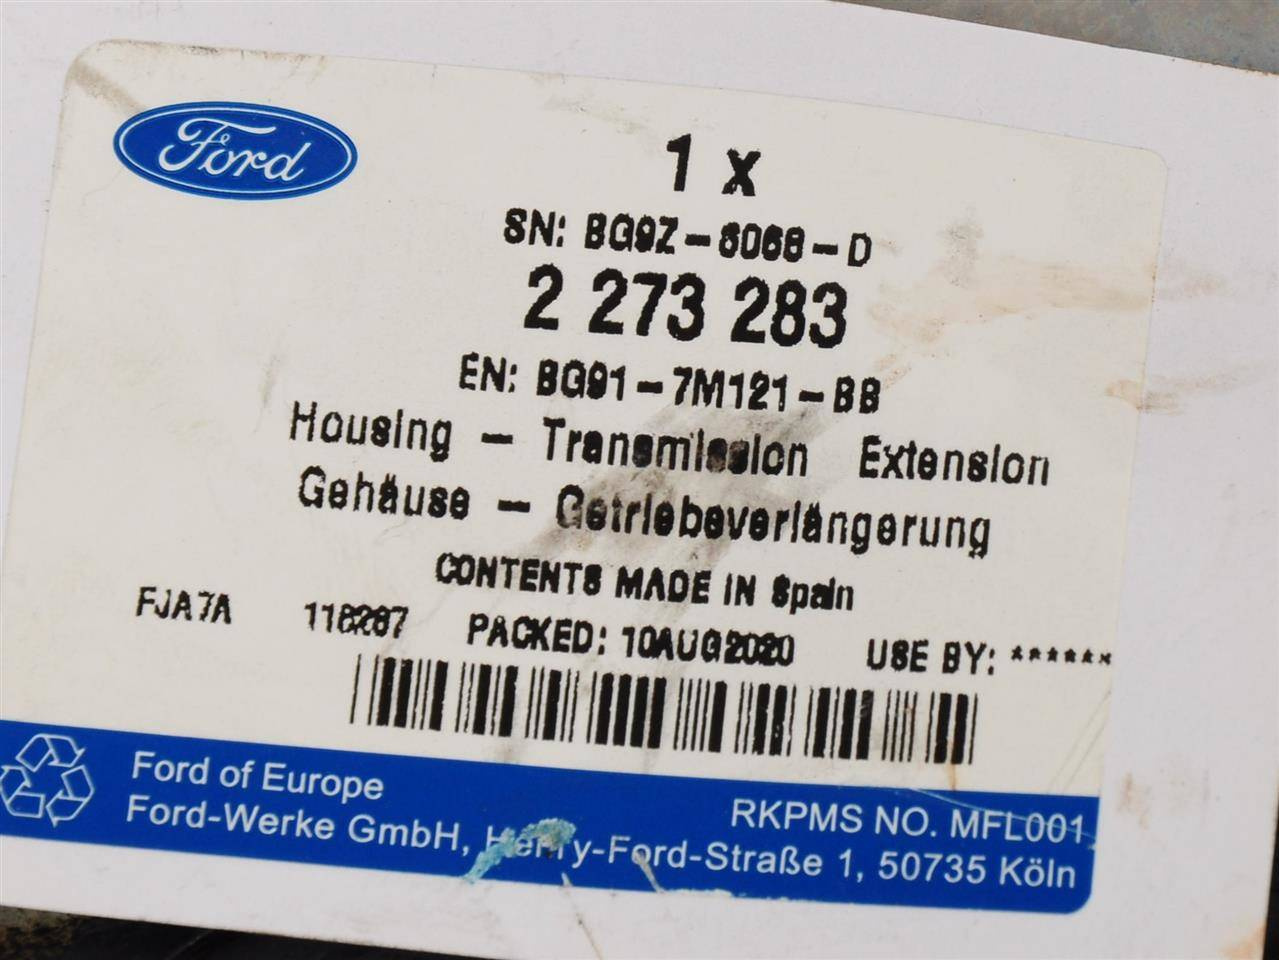 Ford
1 x
SN: BG9Z-6068-D
2 273 283
EN: BG91-7M121-BB
Housing - Transmission Extension
Gehäuse - Getriebeverlängerung
CONTENTS MADE IN Spain
FJA7A 118287 PACKED: 10AUG2020 USE BY: ******
Ford of Europe
RKPMS NO. MFL001
Ford-Werke GmbH, Henry-Ford-Straße 1, 50735 Köln